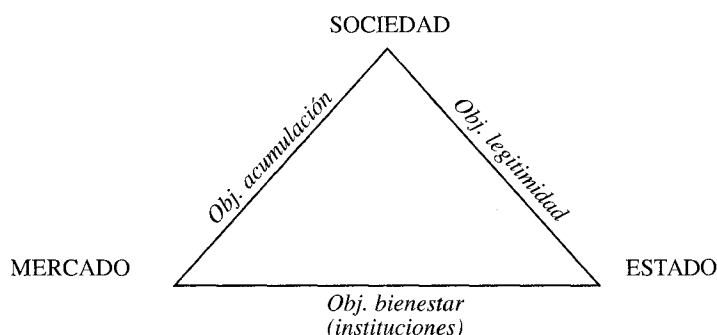 SOCIEDAD
Obj. acumulación
Obj. legitimidad
MERCADO
ESTADO
Obj. bienestar
(instituciones)